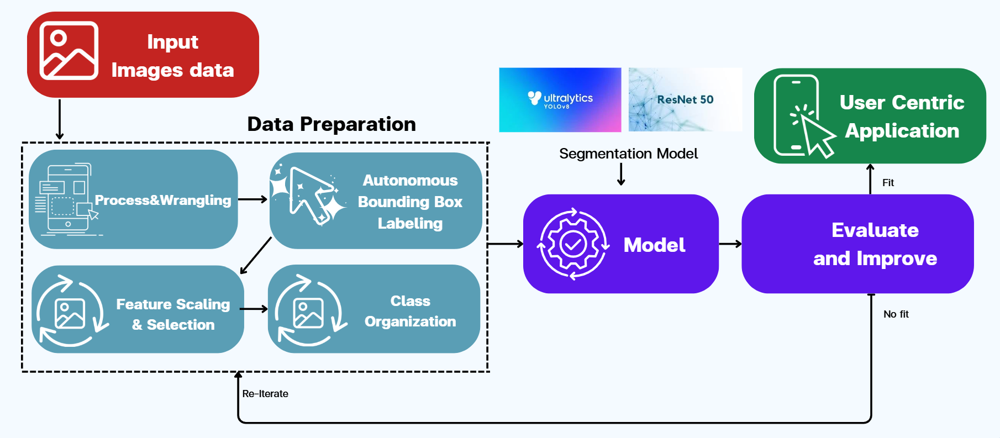 Input
Images data
Data Preparation
Process&Wrangling
Autonomous
Bounding Box
Labeling
Feature Scaling
& Selection
Class
Organization
Re-Iterate
ultralytics
YOLOv8
ResNet 50
Segmentation Model
Model
Evaluate
and Improve
Fit
No fit
User Centric
Application